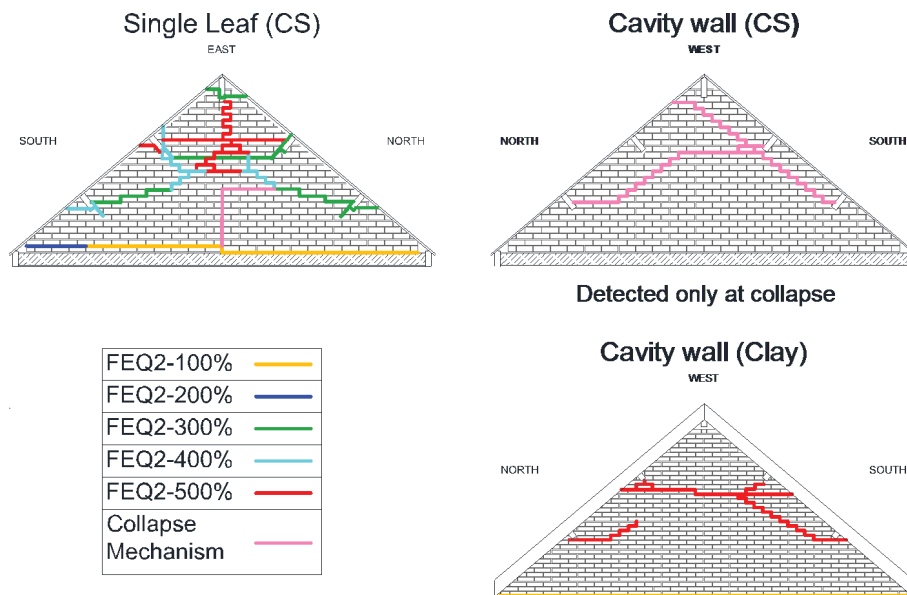 Single Leaf (CS)
EAST
SOUTH
NORTH
Cavity wall (CS)
WEST
NORTH
SOUTH
Detected only at collapse
FEQ2-100%
FEQ2-200%
FEQ2-300%
FEQ2-400%
FEQ2-500%
Collapse
Mechanism
Cavity wall (Clay)
WEST
NORTH
SOUTH